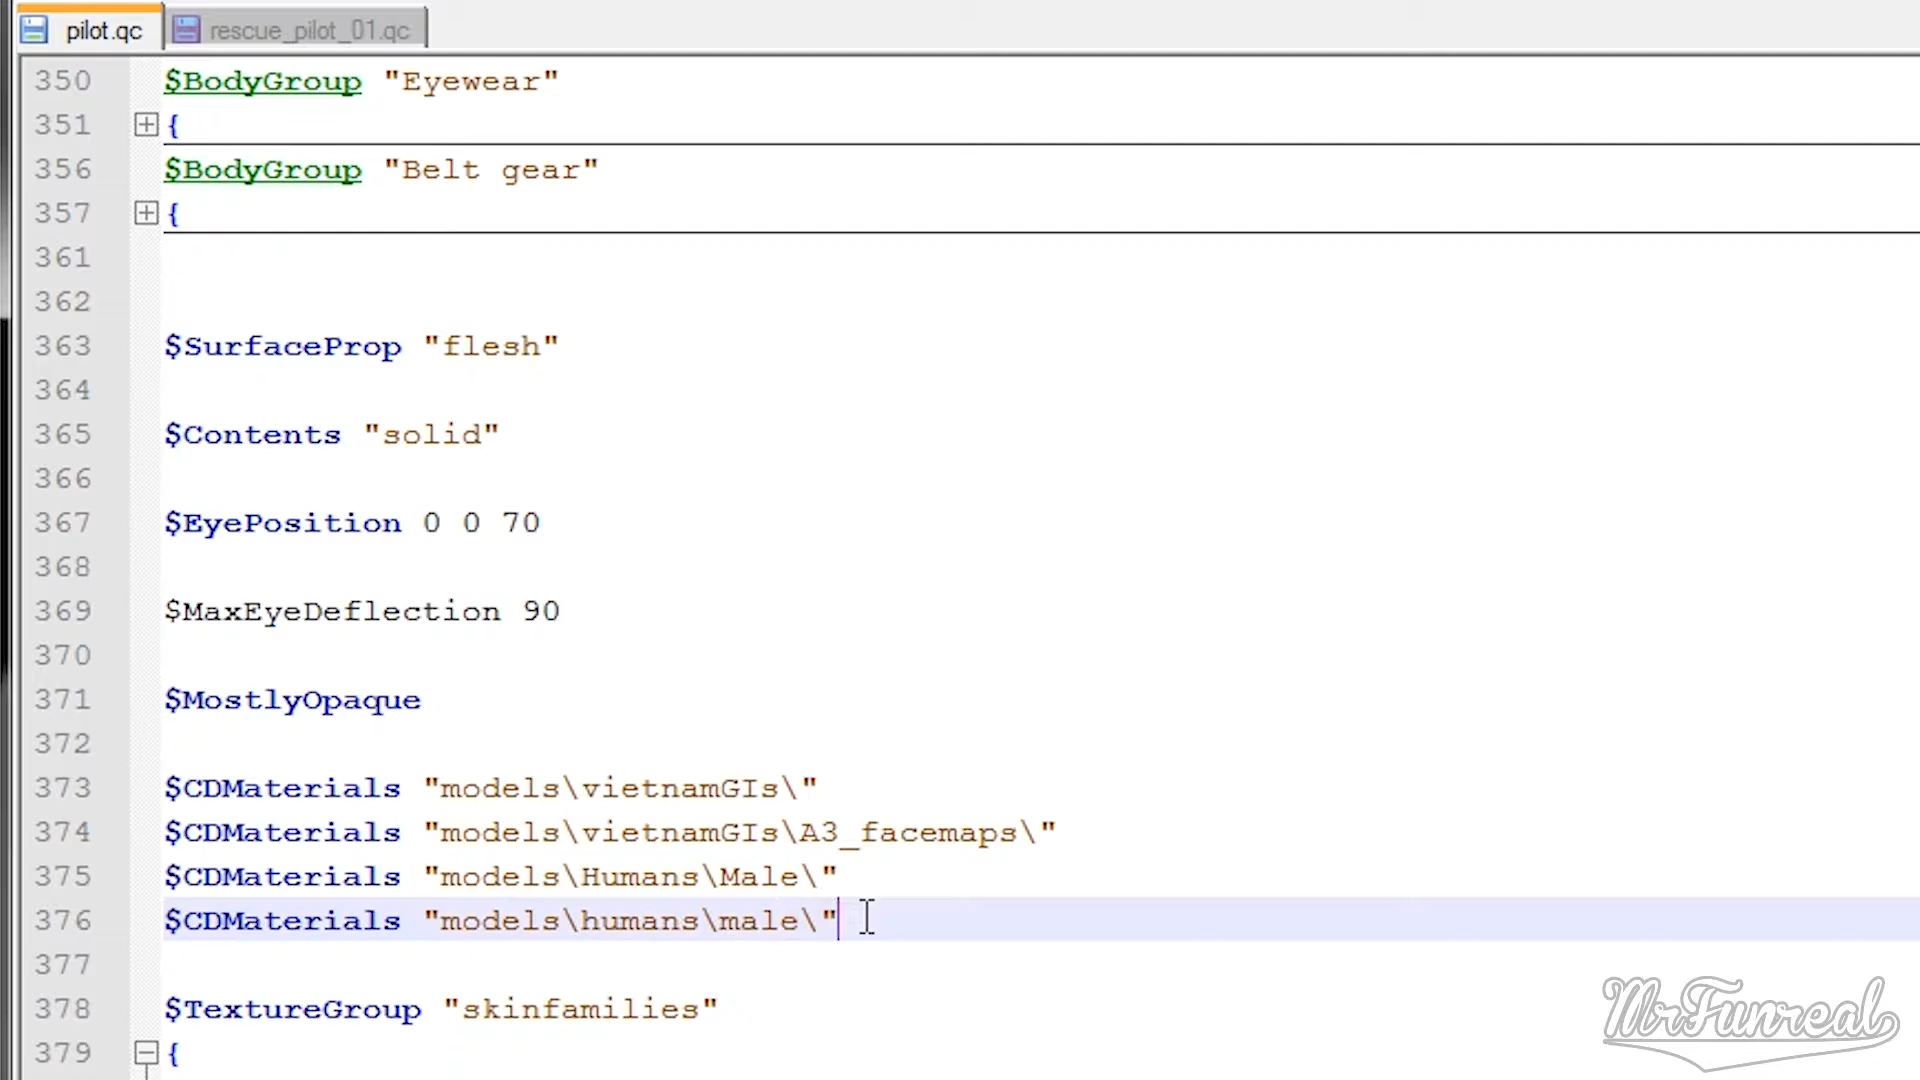 pilot.qc rescue_pilot_01.qc
350 $BodyGroup "Eyewear"
351 {
356 $BodyGroup "Belt gear"
357 {
361
362
363 $SurfaceProp "flesh"
364
365 $Contents "solid"
366
367 $EyePosition 0 0 70
368
369 $MaxEyeDeflection 90
370
371 $MostlyOpaque
372
373 $CDMaterials "models\vietnamGIs\"
374 $CDMaterials "models\vietnamGIs\A3_facemaps\"
375 $CDMaterials "models\Humans\Male\"
376 $CDMaterials "models\humans\male\"
377
378 $TextureGroup "skinfamilies"
379 {
MrFunreal